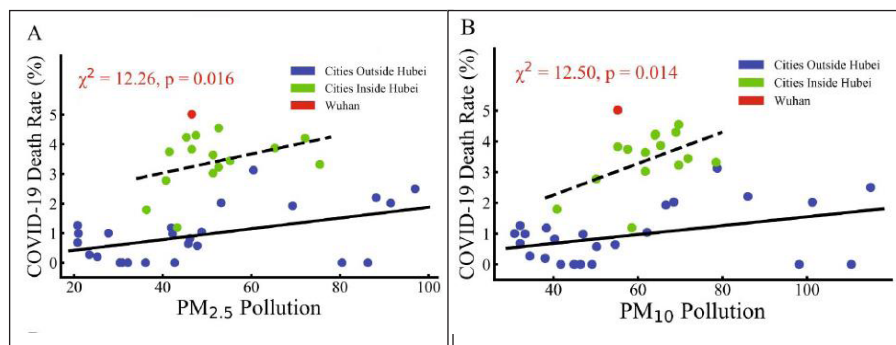 A
χ² = 12.26, p = 0.016
Cities Outside Hubei
Cities Inside Hubei
Wuhan
COVID-19 Death Rate (%)
5
4
3
2
1
0
20 40 60 80 100
PM₂.₅ Pollution
B
χ² = 12.50, p = 0.014
Cities Outside Hubei
Cities Inside Hubei
Wuhan
COVID-19 Death Rate (%)
5
4
3
2
1
0
40 60 80 100
PM₁₀ Pollution